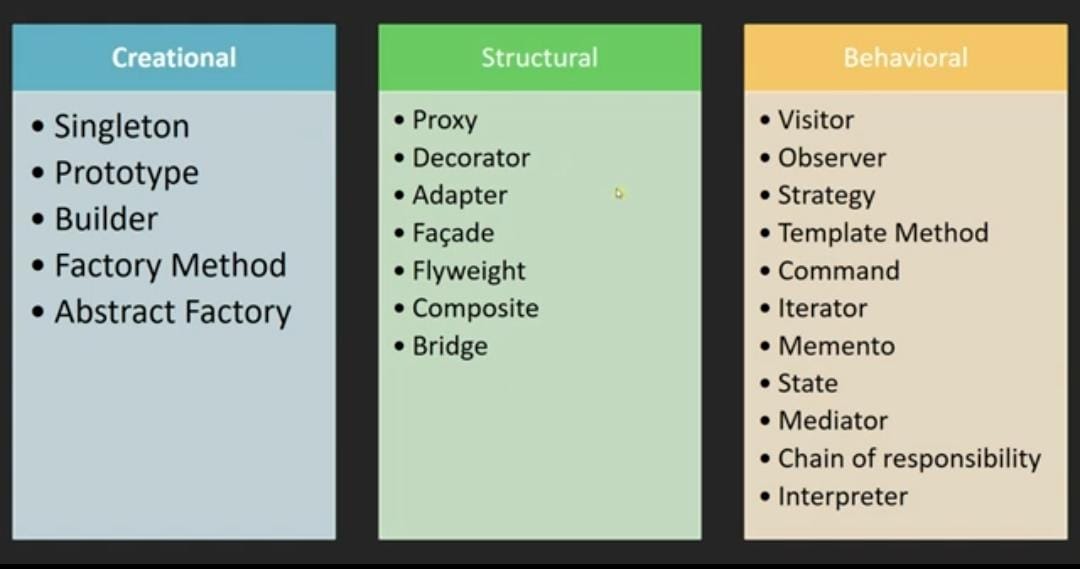 Creational
• Singleton
• Prototype
• Builder
• Factory Method
• Abstract Factory
Structural
• Proxy
• Decorator
• Adapter
• Façade
• Flyweight
• Composite
• Bridge
Behavioral
• Visitor
• Observer
• Strategy
• Template Method
• Command
• Iterator
• Memento
• State
• Mediator
• Chain of responsibility
• Interpreter